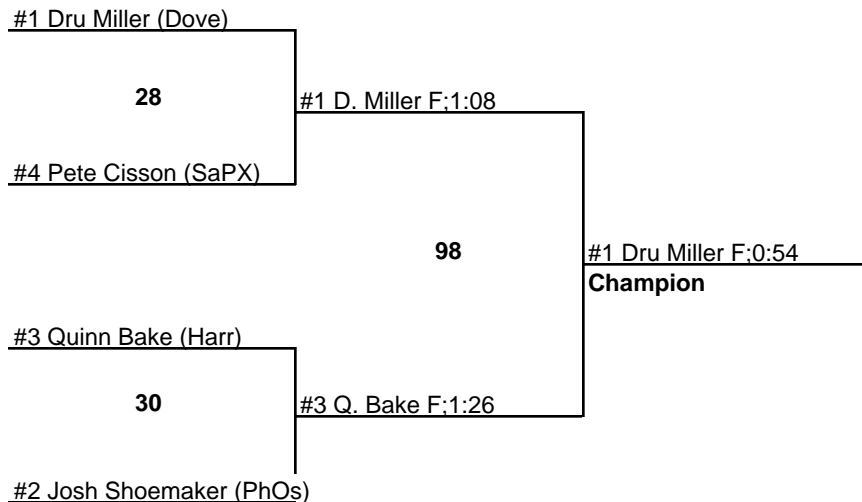 #1 Dru Miller (Dove)
28
#1 D. Miller F;1:08
#4 Pete Cisson (SaPX)
98
#1 Dru Miller F;0:54
Champion
#3 Quinn Bake (Harr)
30
#3 Q. Bake F;1:26
#2 Josh Shoemaker (PhOs)